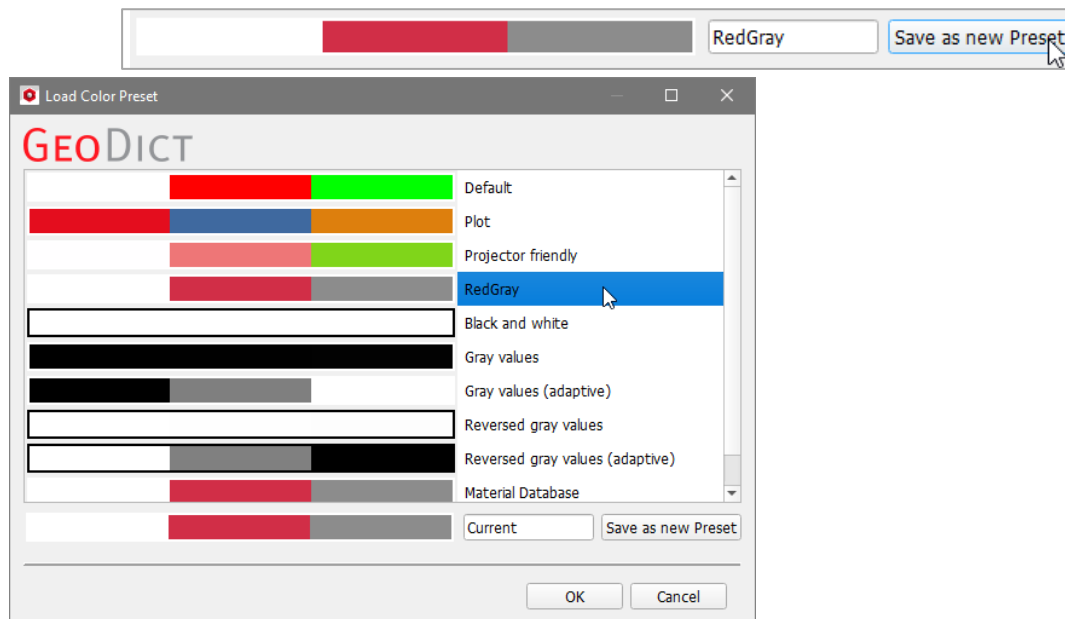 RedGray Save as new Preset
Load Color Preset
GEODICT
Default
Plot
Projector friendly
RedGray
Black and white
Gray values
Gray values (adaptive)
Reversed gray values
Reversed gray values (adaptive)
Material Database
Current Save as new Preset
OK Cancel